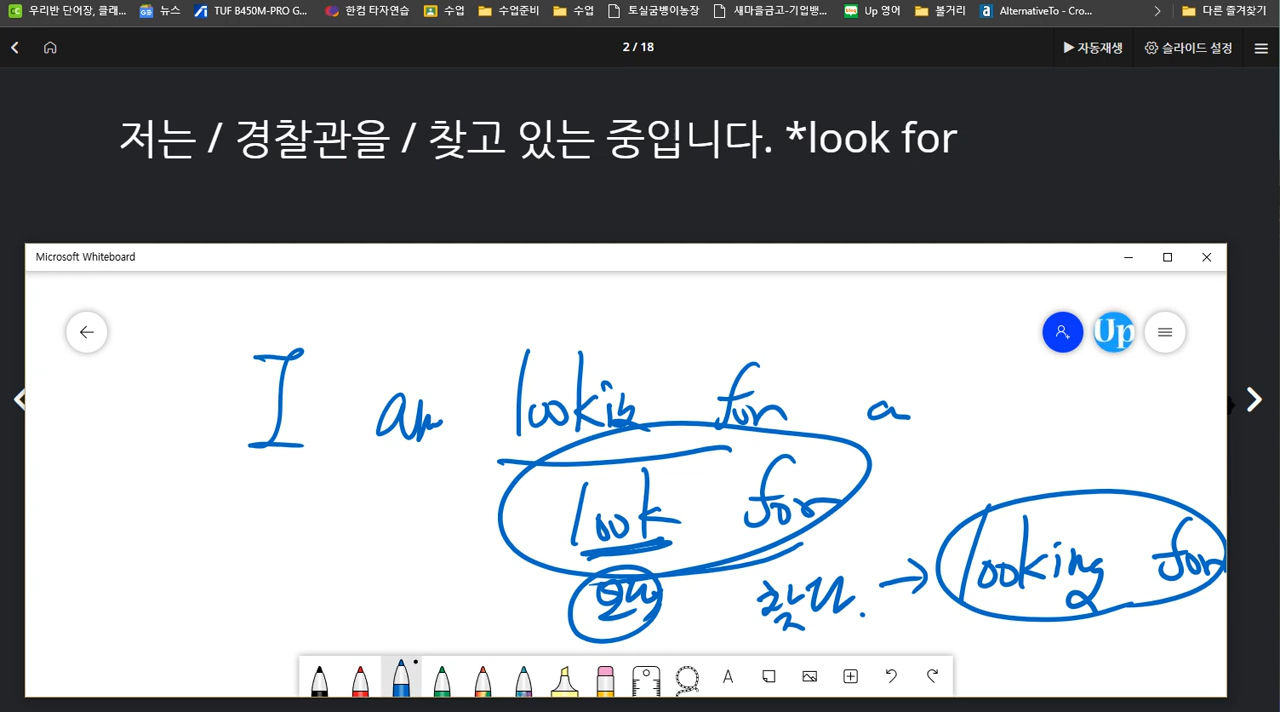 우리반 단어장, 클래... 뉴스 TUF B450M-PRO G... 한컴 타자연습 수업 수업준비 수업 토실굼벵이농장 새마을금고-기업뱅... Up 영어 볼거리 AlternativeTo - Cro... 다른 즐겨찾기
2 / 18 자동재생 슬라이드 설정
저는 / 경찰관을 / 찾고 있는 중입니다. *look for
Microsoft Whiteboard
Up
I am for a
look for
찾다. → looking for
A